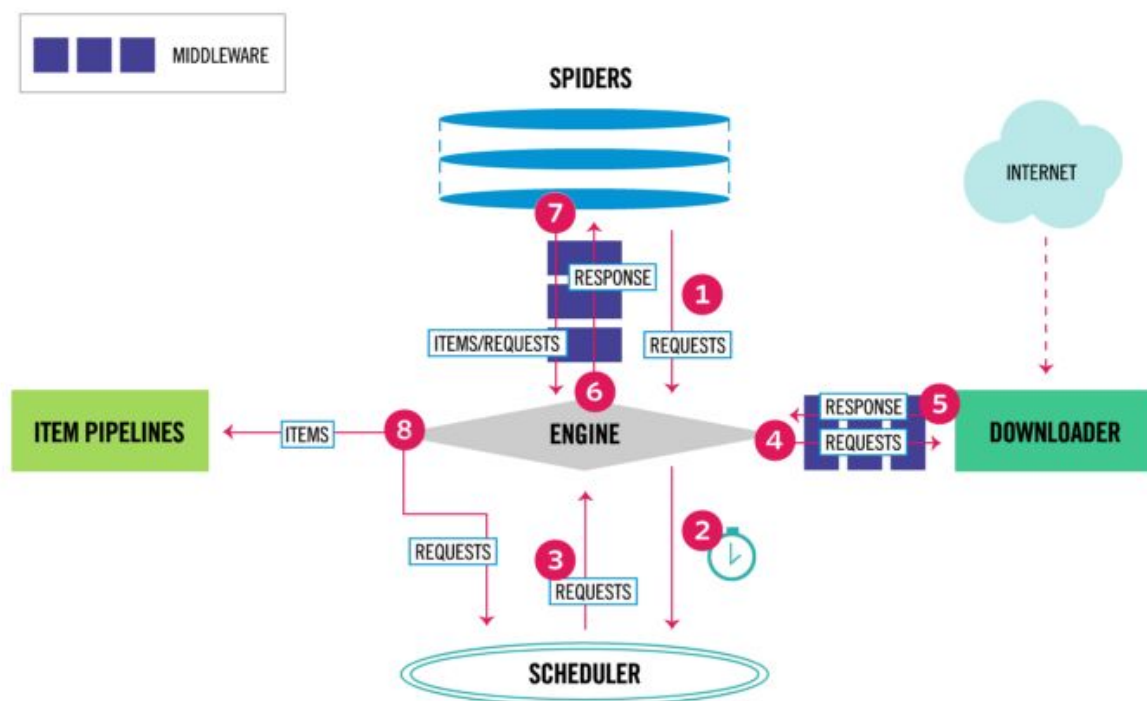 MIDDLEWARE
SPIDERS
INTERNET
7
RESPONSE
1
ITEMS/REQUESTS
REQUESTS
6
ITEM PIPELINES
ITEMS
8
ENGINE
4
RESPONSE
5
REQUESTS
DOWNLOADER
2
REQUESTS
3
REQUESTS
SCHEDULER